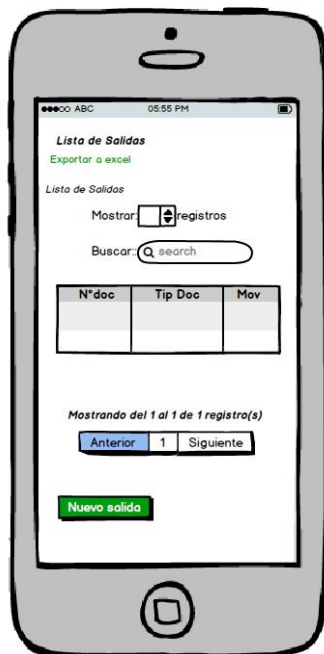 ABC 05:55 PM
Lista de Salidas
Exportar a excel
Lista de Salidas
Mostrar: registros
Buscar:: search
N°doc Tip Doc Mov
Mostrando del 1 al 1 de 1 registro(s)
Anterior 1 Siguiente
Nuevo salida